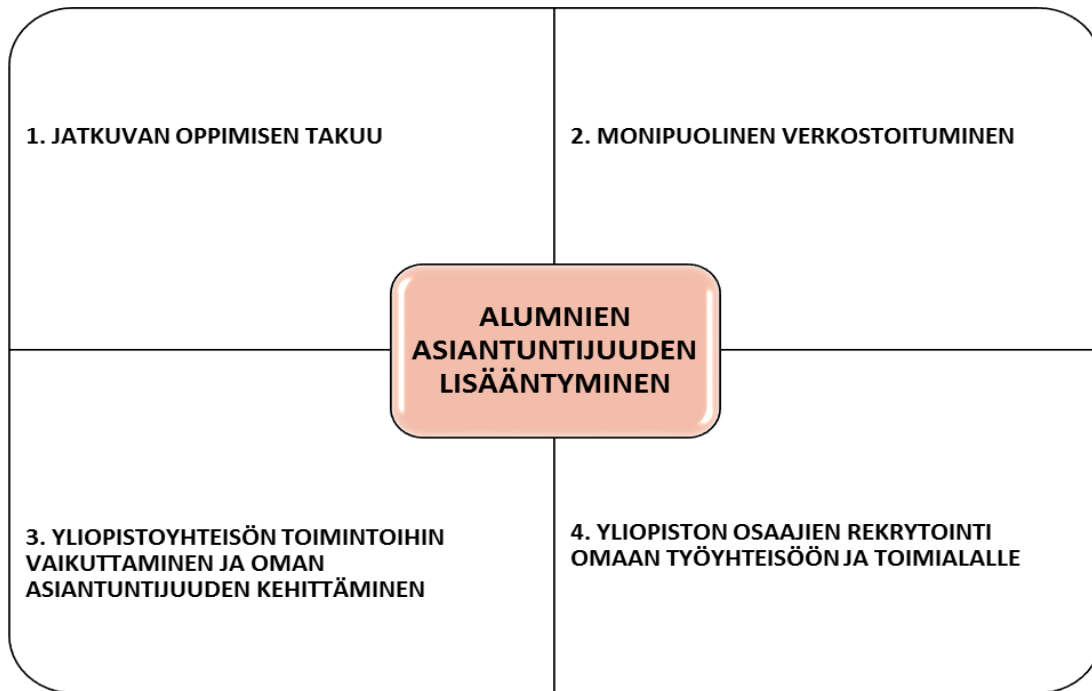 1. JATKUVAN OPPIMISEN TAKUU
2. MONIPUOLINEN VERKOSTOITUMINEN
ALUMNIEN
ASIANTUNTIJUUDEN
LISÄÄNTYMINEN
3. YLIOPISTOYHTEISÖN TOIMINTOIHIN
VAIKUTTAMINEN JA OMAN
ASIANTUNTIJUUDEN KEHITTÄMINEN
4. YLIOPISTON OSAAJIEN REKRYTOINTI
OMAAN TYÖYHTEISÖÖN JA TOIMIALALLE